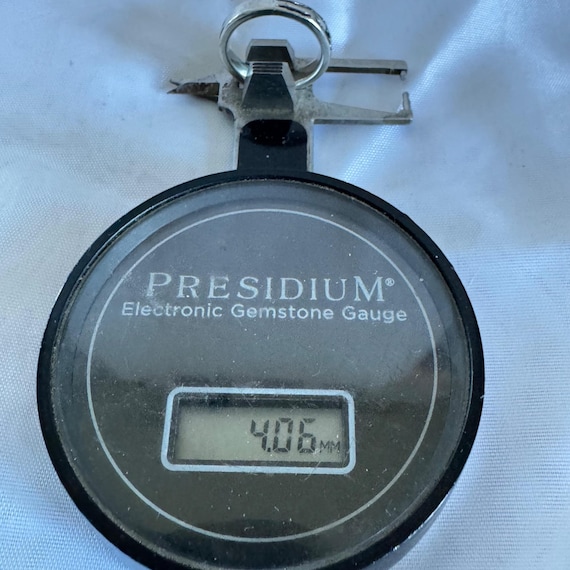 PRESIDIUM®
Electronic Gemstone Gauge
4.06 MM